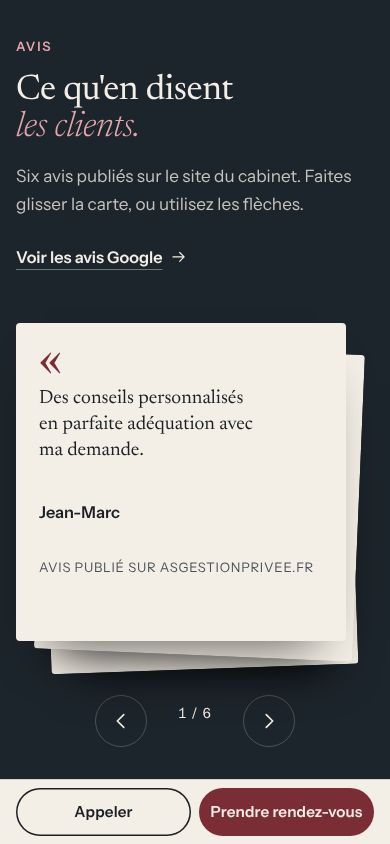 AVIS
Ce qu'en disent
les clients.
Six avis publiés sur le site du cabinet. Faites
glisser la carte, ou utilisez les flèches.
Voir les avis Google →
«
Des conseils personnalisés
en parfaite adéquation avec
ma demande.
Jean-Marc
AVIS PUBLIÉ SUR ASGESTIONPRIVEE.FR
1 / 6
Appeler
Prendre rendez-vous